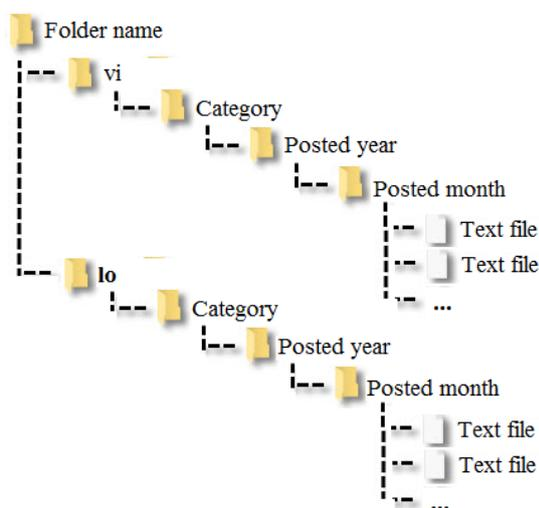 Folder name
vi
Category
Posted year
Posted month
Text file
Text file
...
lo
Category
Posted year
Posted month
Text file
Text file
...